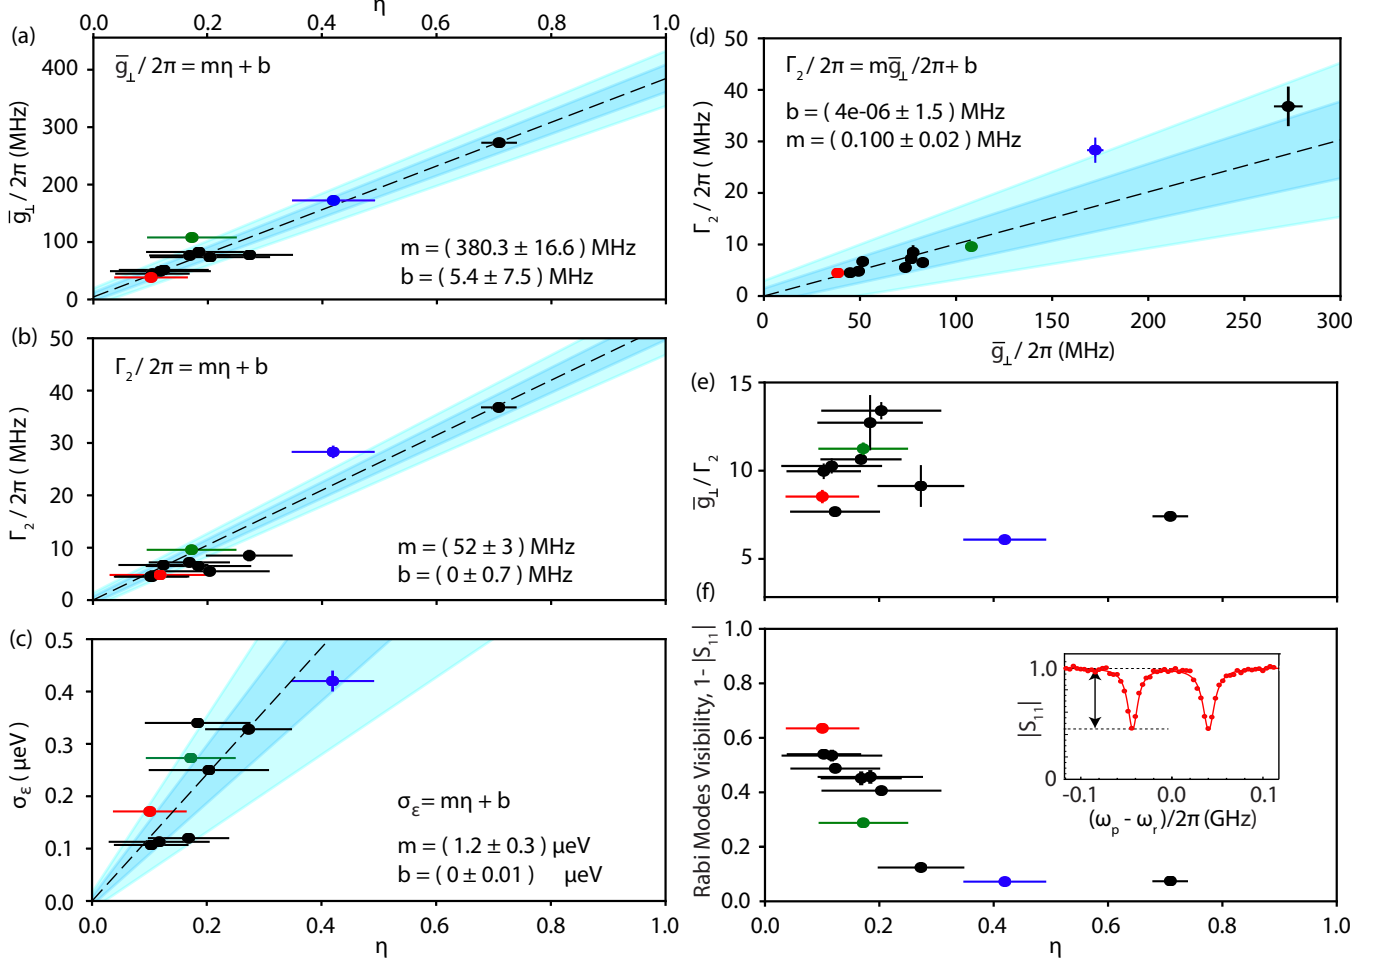 η
0.0 0.2 0.4 0.6 0.8 1.0
(a)
g̅⊥ / 2π = mη + b
400
300
200
100
0
g̅⊥ / 2π (MHz)
m = ( 380.3 ± 16.6 ) MHz
b = ( 5.4 ± 7.5 ) MHz
(b)
Γ₂ / 2π = mη + b
50
40
30
20
10
0
Γ₂ / 2π ( MHz)
m = ( 52 ± 3 ) MHz
b = ( 0 ± 0.7 ) MHz
(c)
0.5
0.4
0.3
0.2
0.1
0.0
σ_ε ( μeV )
σ_ε = mη + b
m = ( 1.2 ± 0.3 ) μeV
b = ( 0 ± 0.01 ) μeV
0.0 0.2 0.4 0.6 0.8 1.0
η
(d)
Γ₂ / 2π = mg̅⊥ /2π + b
b = ( 4e-06 ± 1.5 ) MHz
m = ( 0.100 ± 0.02 ) MHz
50
40
30
20
10
0
Γ₂ / 2π ( MHz)
0 50 100 150 200 250 300
g̅⊥ / 2π (MHz)
(e)
15
10
5
g̅⊥ / Γ₂
(f)
1.0
0.8
0.6
0.4
0.2
0.0
Rabi Modes Visibility, 1- |S₁₁|
1.0
0
|S₁₁|
-0.1 0.0 0.1
(ω_p - ω_r)/2π (GHz)
0.0 0.2 0.4 0.6 0.8 1.0
η